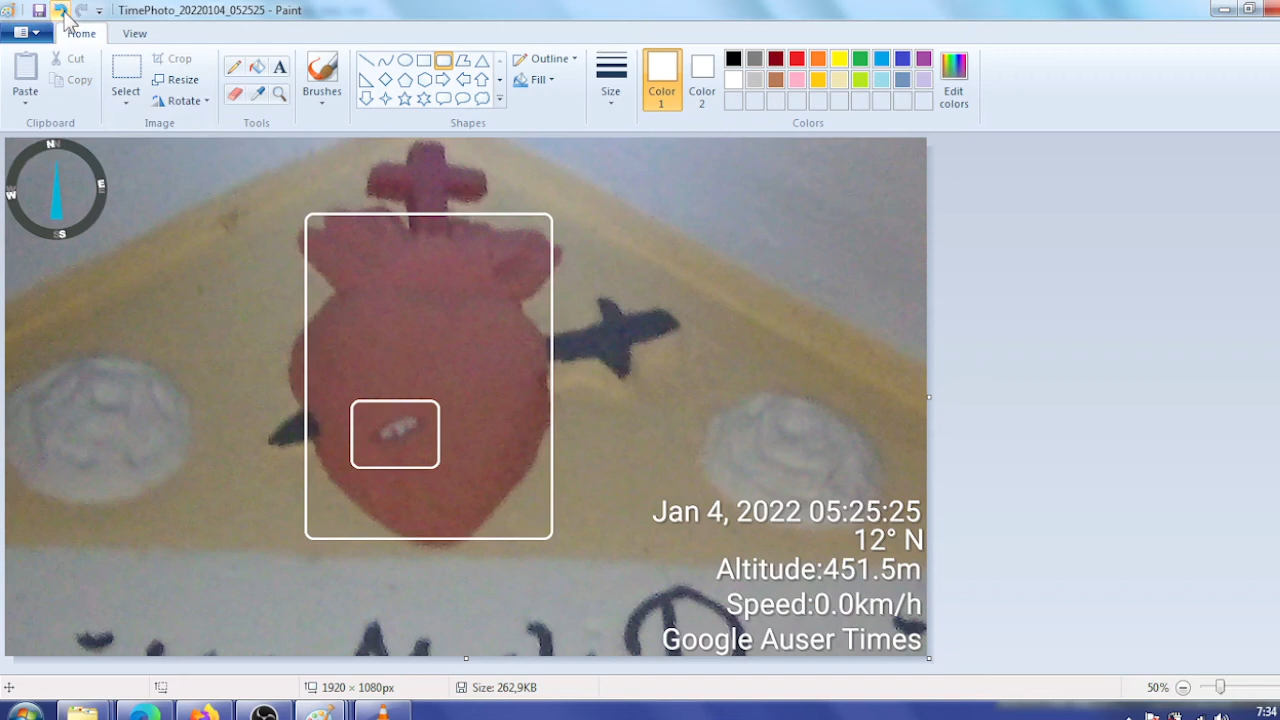 TimePhoto_20220104_052525 - Paint
Home
View
Paste
Cut
Copy
Clipboard
Select
Crop
Resize
Rotate
Image
A
Tools
Brushes
Outline
Fill
Shapes
Size
Color 1
Color 2
Edit colors
Colors
N
E
S
W
Jan 4, 2022 05:25:25
12° N
Altitude:451.5m
Speed:0.0km/h
Google Auser Times
1920 × 1080px
Size: 262,9KB
50%
7:34